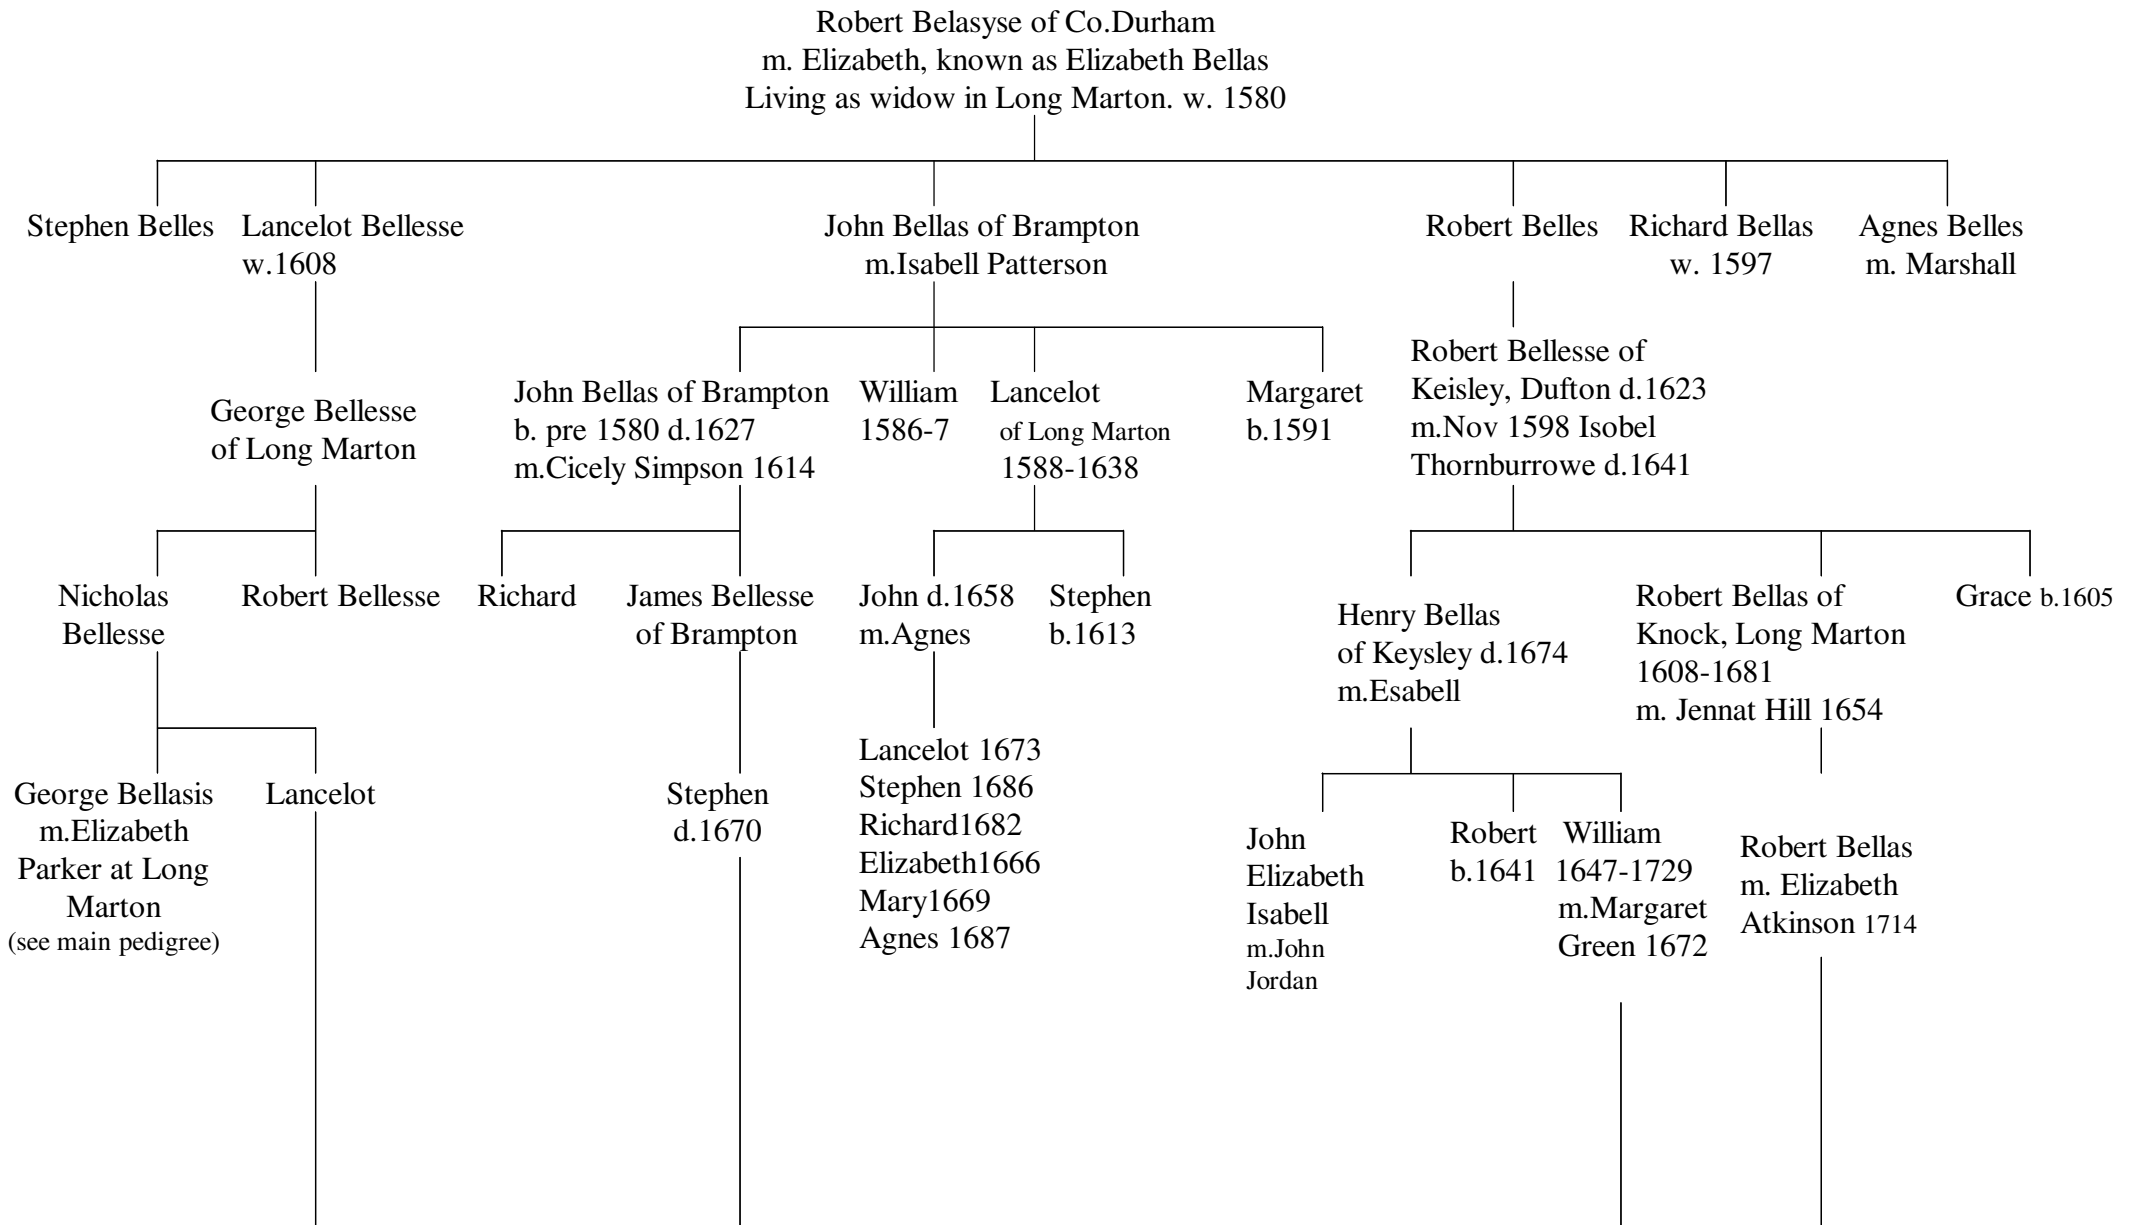 Robert Belasyse of Co.Durham
m. Elizabeth, known as Elizabeth Bellas
Living as widow in Long Marton. w. 1580
Stephen Belles
Lancelot Bellesse
w.1608
John Bellas of Brampton
m.Isabell Patterson
Robert Belles
Richard Bellas
w. 1597
Agnes Belles
m. Marshall
George Bellesse
of Long Marton
John Bellas of Brampton
b. pre 1580 d.1627
m.Cicely Simpson 1614
William
1586-7
Lancelot
of Long Marton
1588-1638
Margaret
b.1591
Robert Bellesse of
Keisley, Dufton d.1623
m.Nov 1598 Isobel
Thornburrowe d.1641
Nicholas
Bellesse
Robert Bellesse
Richard
James Bellesse
of Brampton
John d.1658
m.Agnes
Stephen
b.1613
Henry Bellas
of Keysley d.1674
m.Esabell
Robert Bellas of
Knock, Long Marton
1608-1681
m. Jennat Hill 1654
Grace b.1605
George Bellasis
m.Elizabeth
Parker at Long
Marton
(see main pedigree)
Lancelot
Stephen
d.1670
Lancelot 1673
Stephen 1686
Richard1682
Elizabeth1666
Mary1669
Agnes 1687
John
Elizabeth
Isabell
m.John
Jordan
Robert
b.1641
William
1647-1729
m.Margaret
Green 1672
Robert Bellas
m. Elizabeth
Atkinson 1714